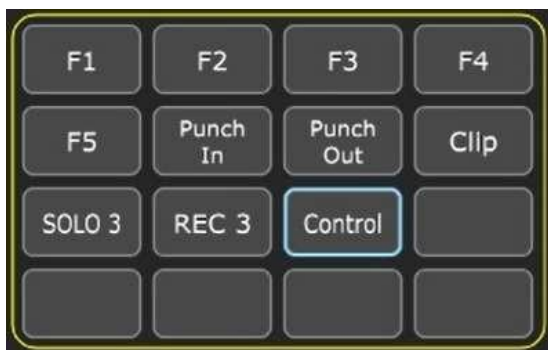 F1 F2 F3 F4
F5 Punch In Punch Out Clip
SOLO 3 REC 3 Control